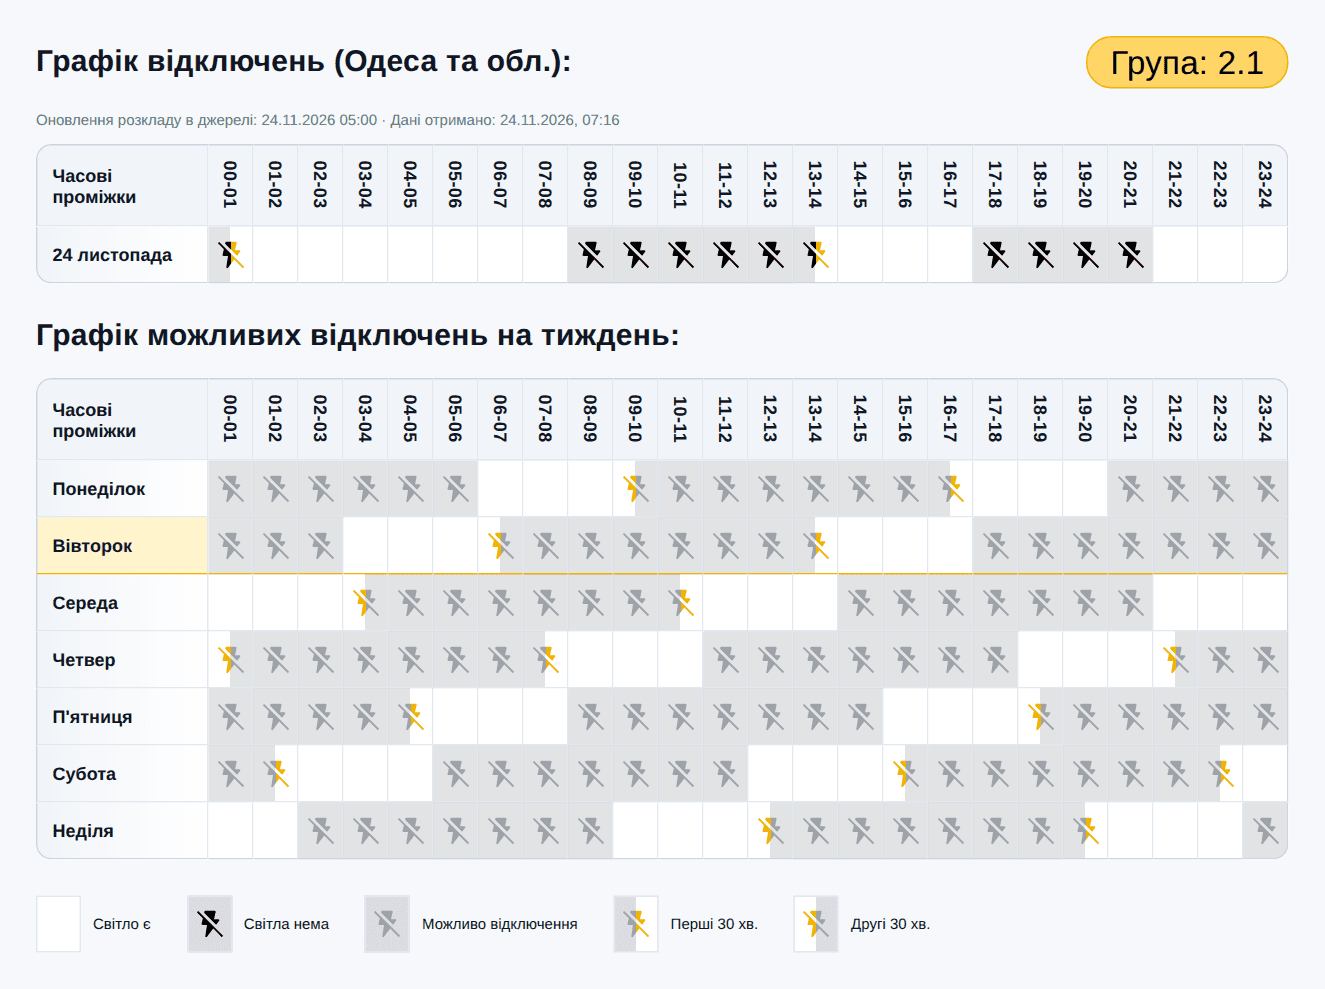 Графік відключень (Одеса та обл.):
Група: 2.1
Оновлення розкладу в джерелі: 24.11.2026 05:00 · Дані отримано: 24.11.2026, 07:16
Часові
проміжки
00-01
01-02
02-03
03-04
04-05
05-06
06-07
07-08
08-09
09-10
10-11
11-12
12-13
13-14
14-15
15-16
16-17
17-18
18-19
19-20
20-21
21-22
22-23
23-24
24 листопада
Графік можливих відключень на тиждень:
Часові
проміжки
00-01
01-02
02-03
03-04
04-05
05-06
06-07
07-08
08-09
09-10
10-11
11-12
12-13
13-14
14-15
15-16
16-17
17-18
18-19
19-20
20-21
21-22
22-23
23-24
Понеділок
Вівторок
Середа
Четвер
П'ятниця
Субота
Неділя
Світло є
Світла нема
Можливо відключення
Перші 30 хв.
Другі 30 хв.